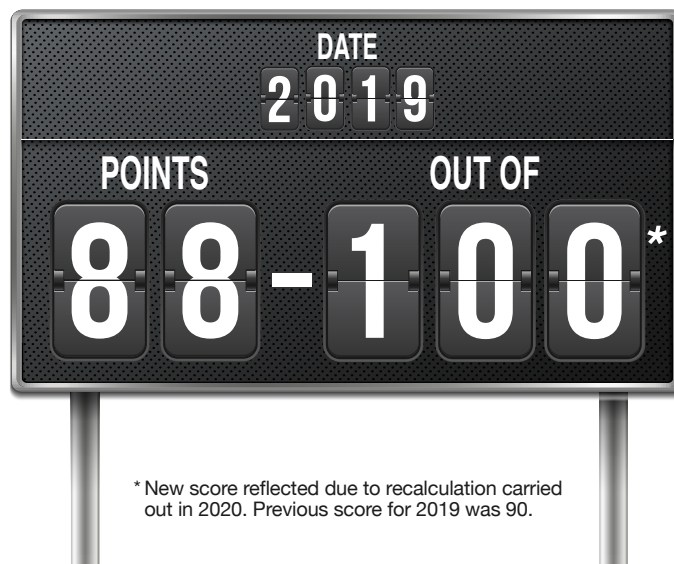 DATE
2019
POINTS OUT OF
88-100*
* New score reflected due to recalculation carried
out in 2020. Previous score for 2019 was 90.